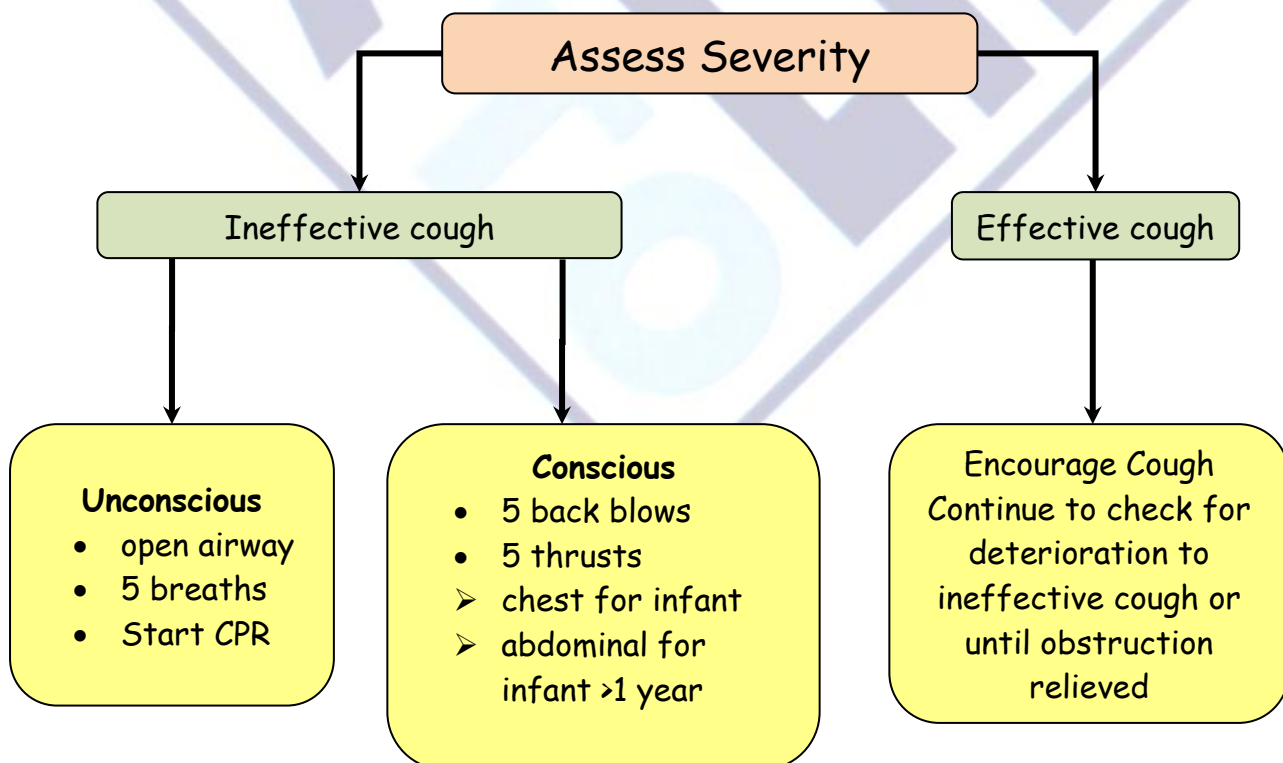 Assess Severity
Ineffective cough
Effective cough
Unconscious
• open airway
• 5 breaths
• Start CPR
Conscious
• 5 back blows
• 5 thrusts
➢ chest for infant
➢ abdominal for
infant >1 year
Encourage Cough
Continue to check for
deterioration to
ineffective cough or
until obstruction
relieved